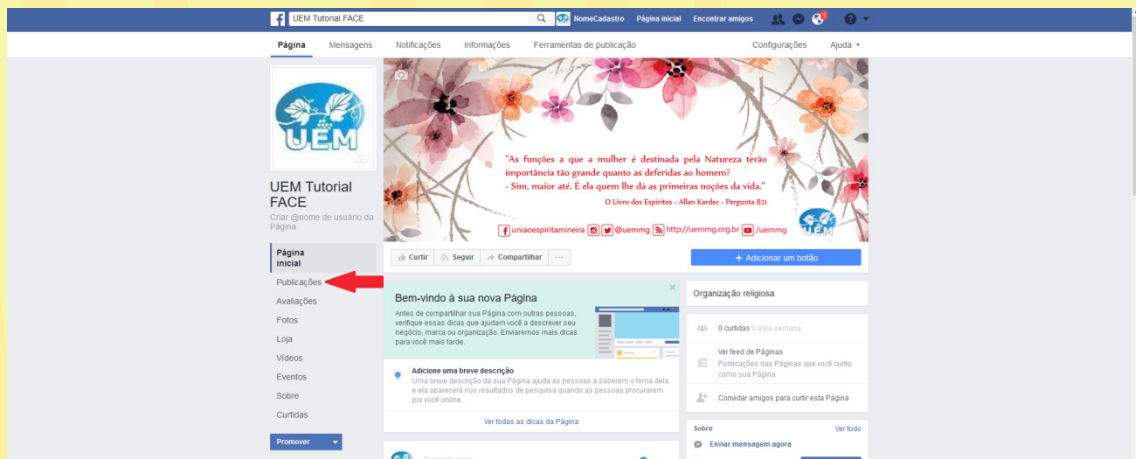 UEM Tutorial FACE
NomeCadastro Página inicial Encontrar amigos
Página Mensagens Notificações Informações Ferramentas de publicação Configurações Ajuda
UEM
UEM Tutorial
FACE
Criar @nome de usuário da
Página
Página
inicial
Publicações
Avaliações
Fotos
Loja
Vídeos
Eventos
Sobre
Curtidas
Promover
"As funções a que a mulher é destinada pela Natureza terão
importância tão grande quanto as deferidas ao homem?
- Sim, maior até. É ela quem lhe dá as primeiras noções da vida."
O Livro dos Espíritos - Allan Kardec - Pergunta 821
uniaoespiritamineira @uemmg http://uemmg.org.br /uemmg
UEM
Curtir Seguir Compartilhar ...
+ Adicionar um botão
Bem-vindo à sua nova Página
Antes de compartilhar sua Página com outras pessoas,
verifique essas dicas que ajudam você a descrever seu
negócio, marca ou organização. Enviaremos mais dicas
para você mais tarde.
Adicione uma breve descrição
Uma breve descrição da sua Página ajuda as pessoas a saberem o tema dela,
e ela aparecerá nos resultados de pesquisa quando as pessoas procurarem
por você online.
Ver todas as dicas da Página
Organização religiosa
0 curtidas 0 esta semana
Ver feed de Páginas
Publicações das Páginas que você curtiu
como sua Página
Convidar amigos para curtir esta Página
Sobre Ver tudo
Enviar mensagem agora